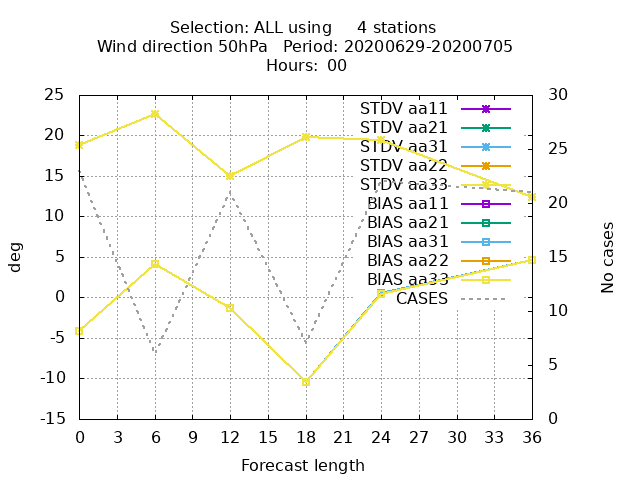 Selection: ALL using     4 stations
Wind direction 50hPa   Period: 20200629-20200705
Hours: 00
25 30
STDV aa11
STDV aa21
20 25
STDV aa31
STDV aa22
15 STDV aa33
BIAS aa11
10 20
BIAS aa21
BIAS aa31
5 15
BIAS aa22
BIAS aa33
0 CASES
10
-5
-10 5
-15 0
deg
No cases
0 3 6 9 12 15 18 21 24 27 30 33 36
Forecast length